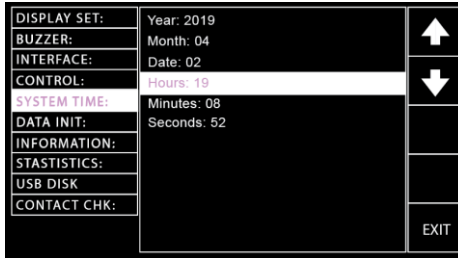 DISPLAY SET:
BUZZER:
INTERFACE:
CONTROL:
SYSTEM TIME:
DATA INIT:
INFORMATION:
STASTISTICS:
USB DISK
CONTACT CHK:
Year: 2019
Month: 04
Date: 02
Hours: 19
Minutes: 08
Seconds: 52
EXIT